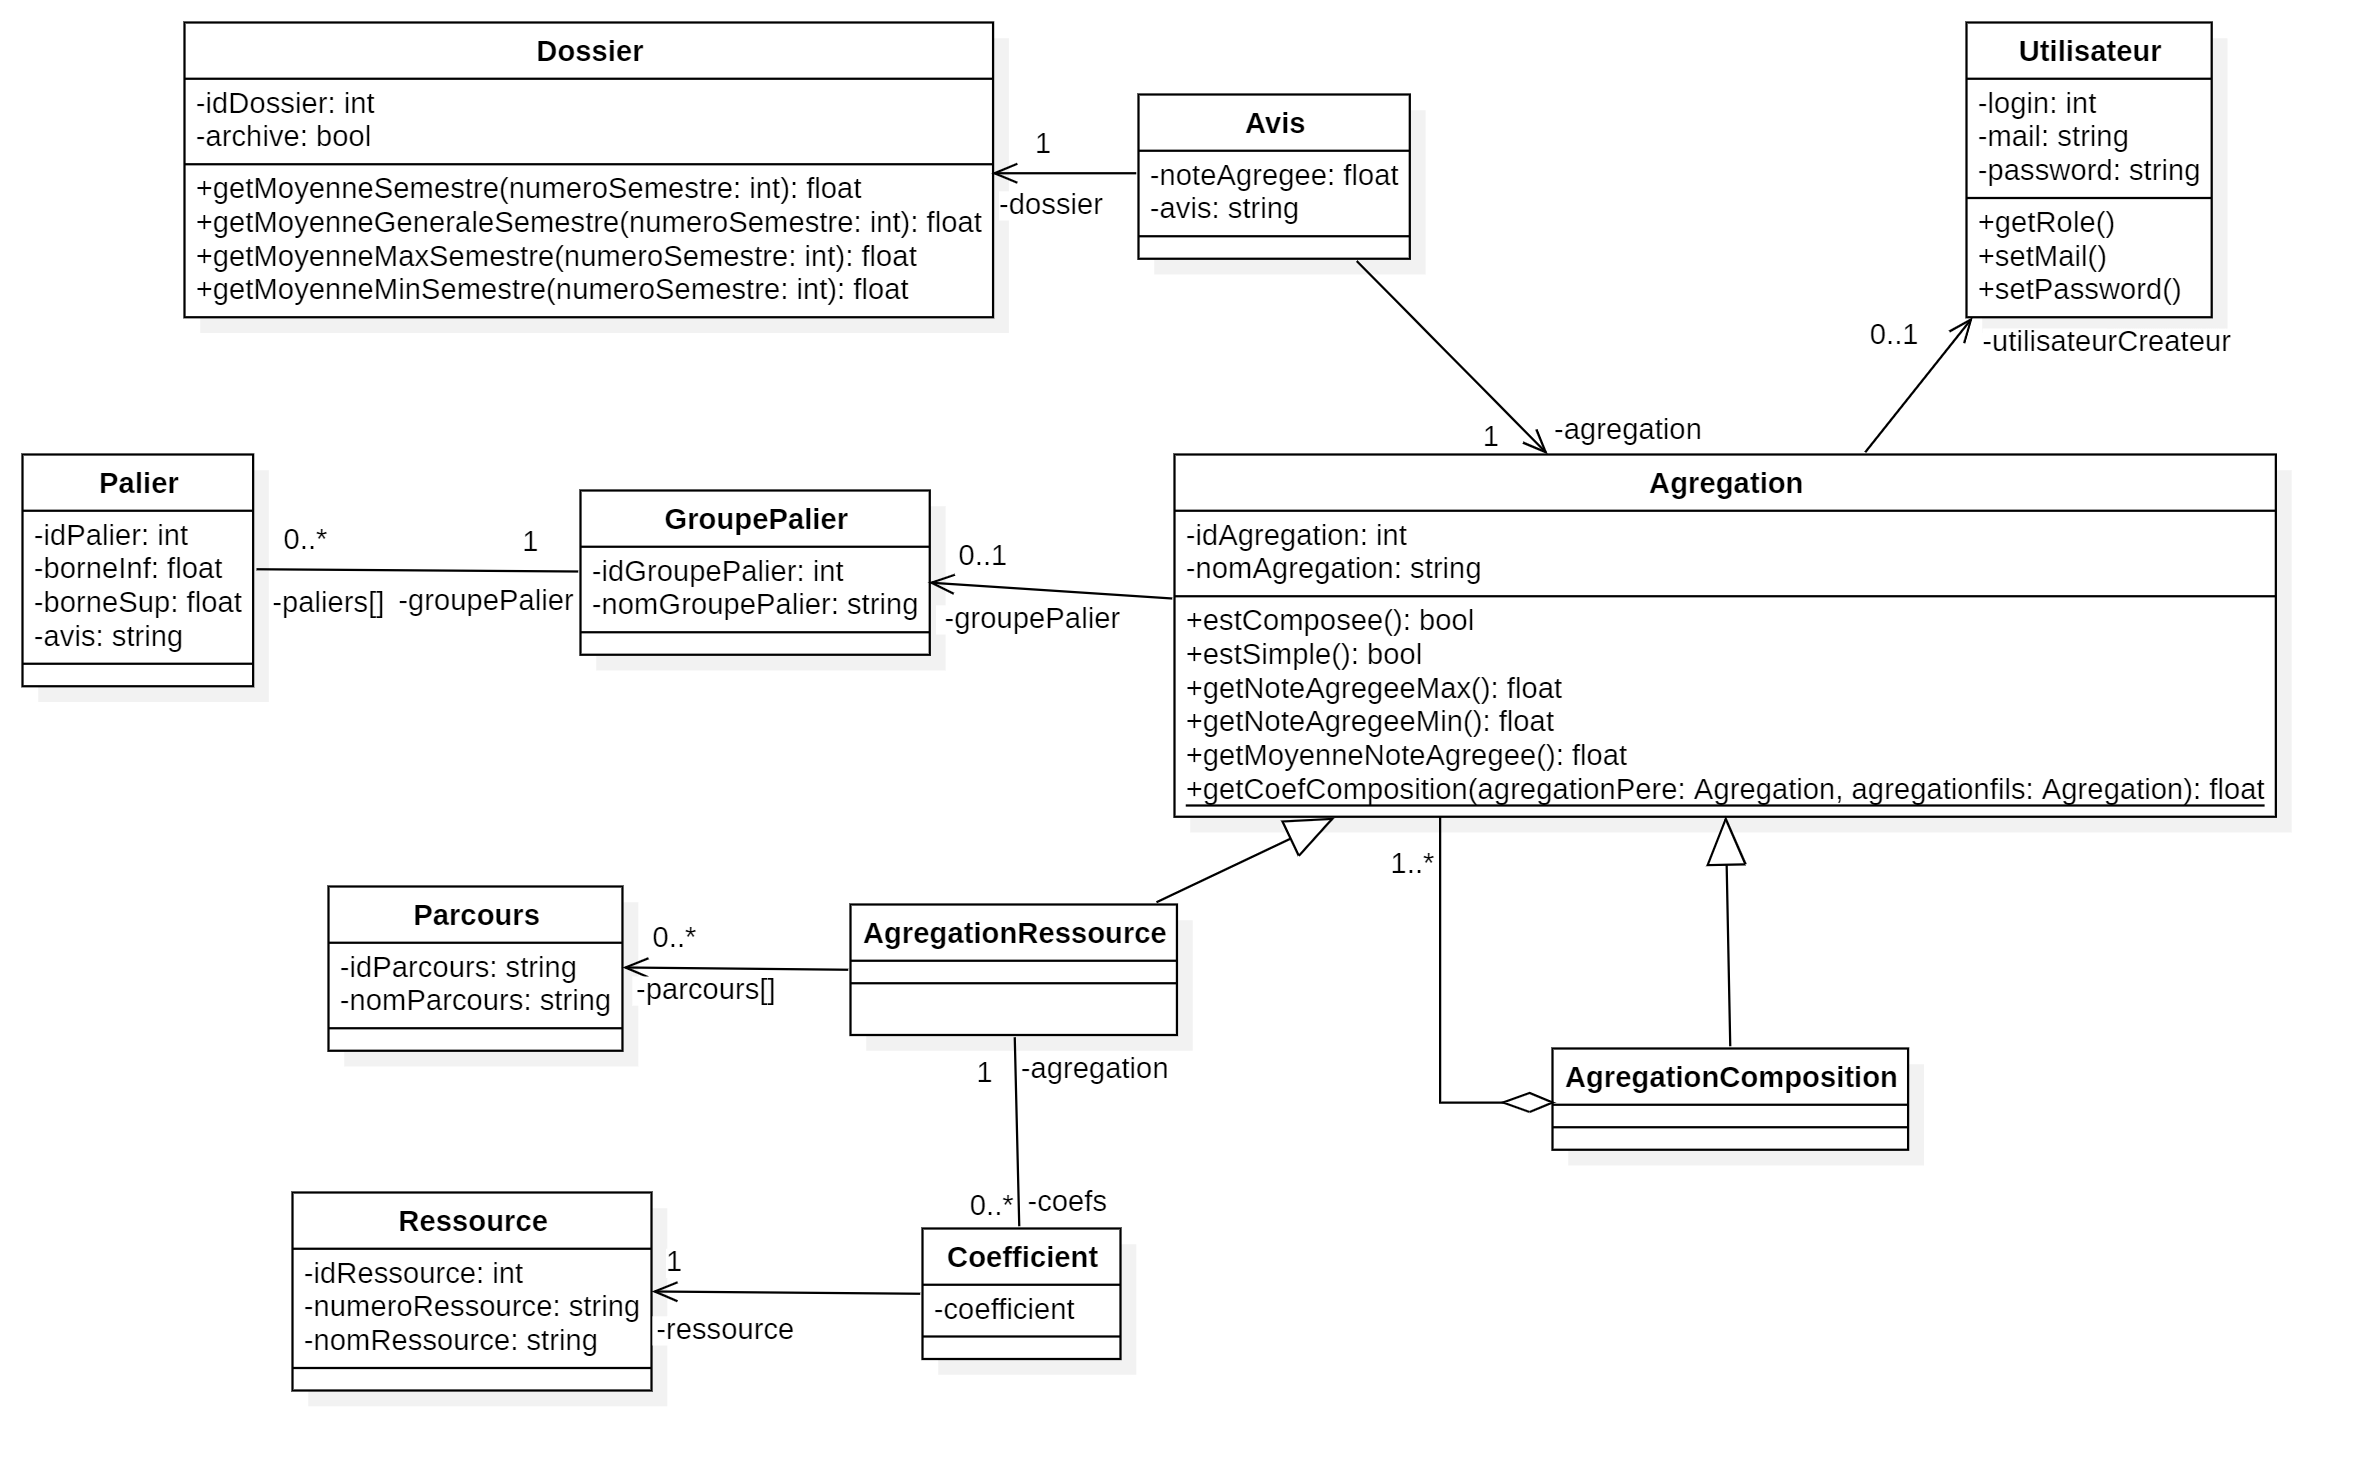 Dossier
-idDossier: int
-archive: bool
+getMoyenneSemestre(numeroSemestre: int): float
+getMoyenneGeneraleSemestre(numeroSemestre: int): float
+getMoyenneMaxSemestre(numeroSemestre: int): float
+getMoyenneMinSemestre(numeroSemestre: int): float
1
-dossier
Avis
-noteAgregee: float
-avis: string
Utilisateur
-login: int
-mail: string
-password: string
+getRole()
+setMail()
+setPassword()
0..1
-utilisateurCreateur
1
-agregation
Palier
-idPalier: int
-borneInf: float
-borneSup: float
-avis: string
0..*
1
-paliers[]
-groupePalier
GroupePalier
-idGroupePalier: int
-nomGroupePalier: string
0..1
-groupePalier
Agregation
-idAgregation: int
-nomAgregation: string
+estComposee(): bool
+estSimple(): bool
+getNoteAgregeeMax(): float
+getNoteAgregeeMin(): float
+getMoyenneNoteAgregee(): float
+getCoefComposition(agregationPere: Agregation, agregationfils: Agregation): float
1..*
Parcours
-idParcours: string
-nomParcours: string
0..*
-parcours[]
AgregationRessource
1
-agregation
AgregationComposition
0..*
-coefs
Ressource
-idRessource: int
-numeroRessource: string
-nomRessource: string
1
-ressource
Coefficient
-coefficient